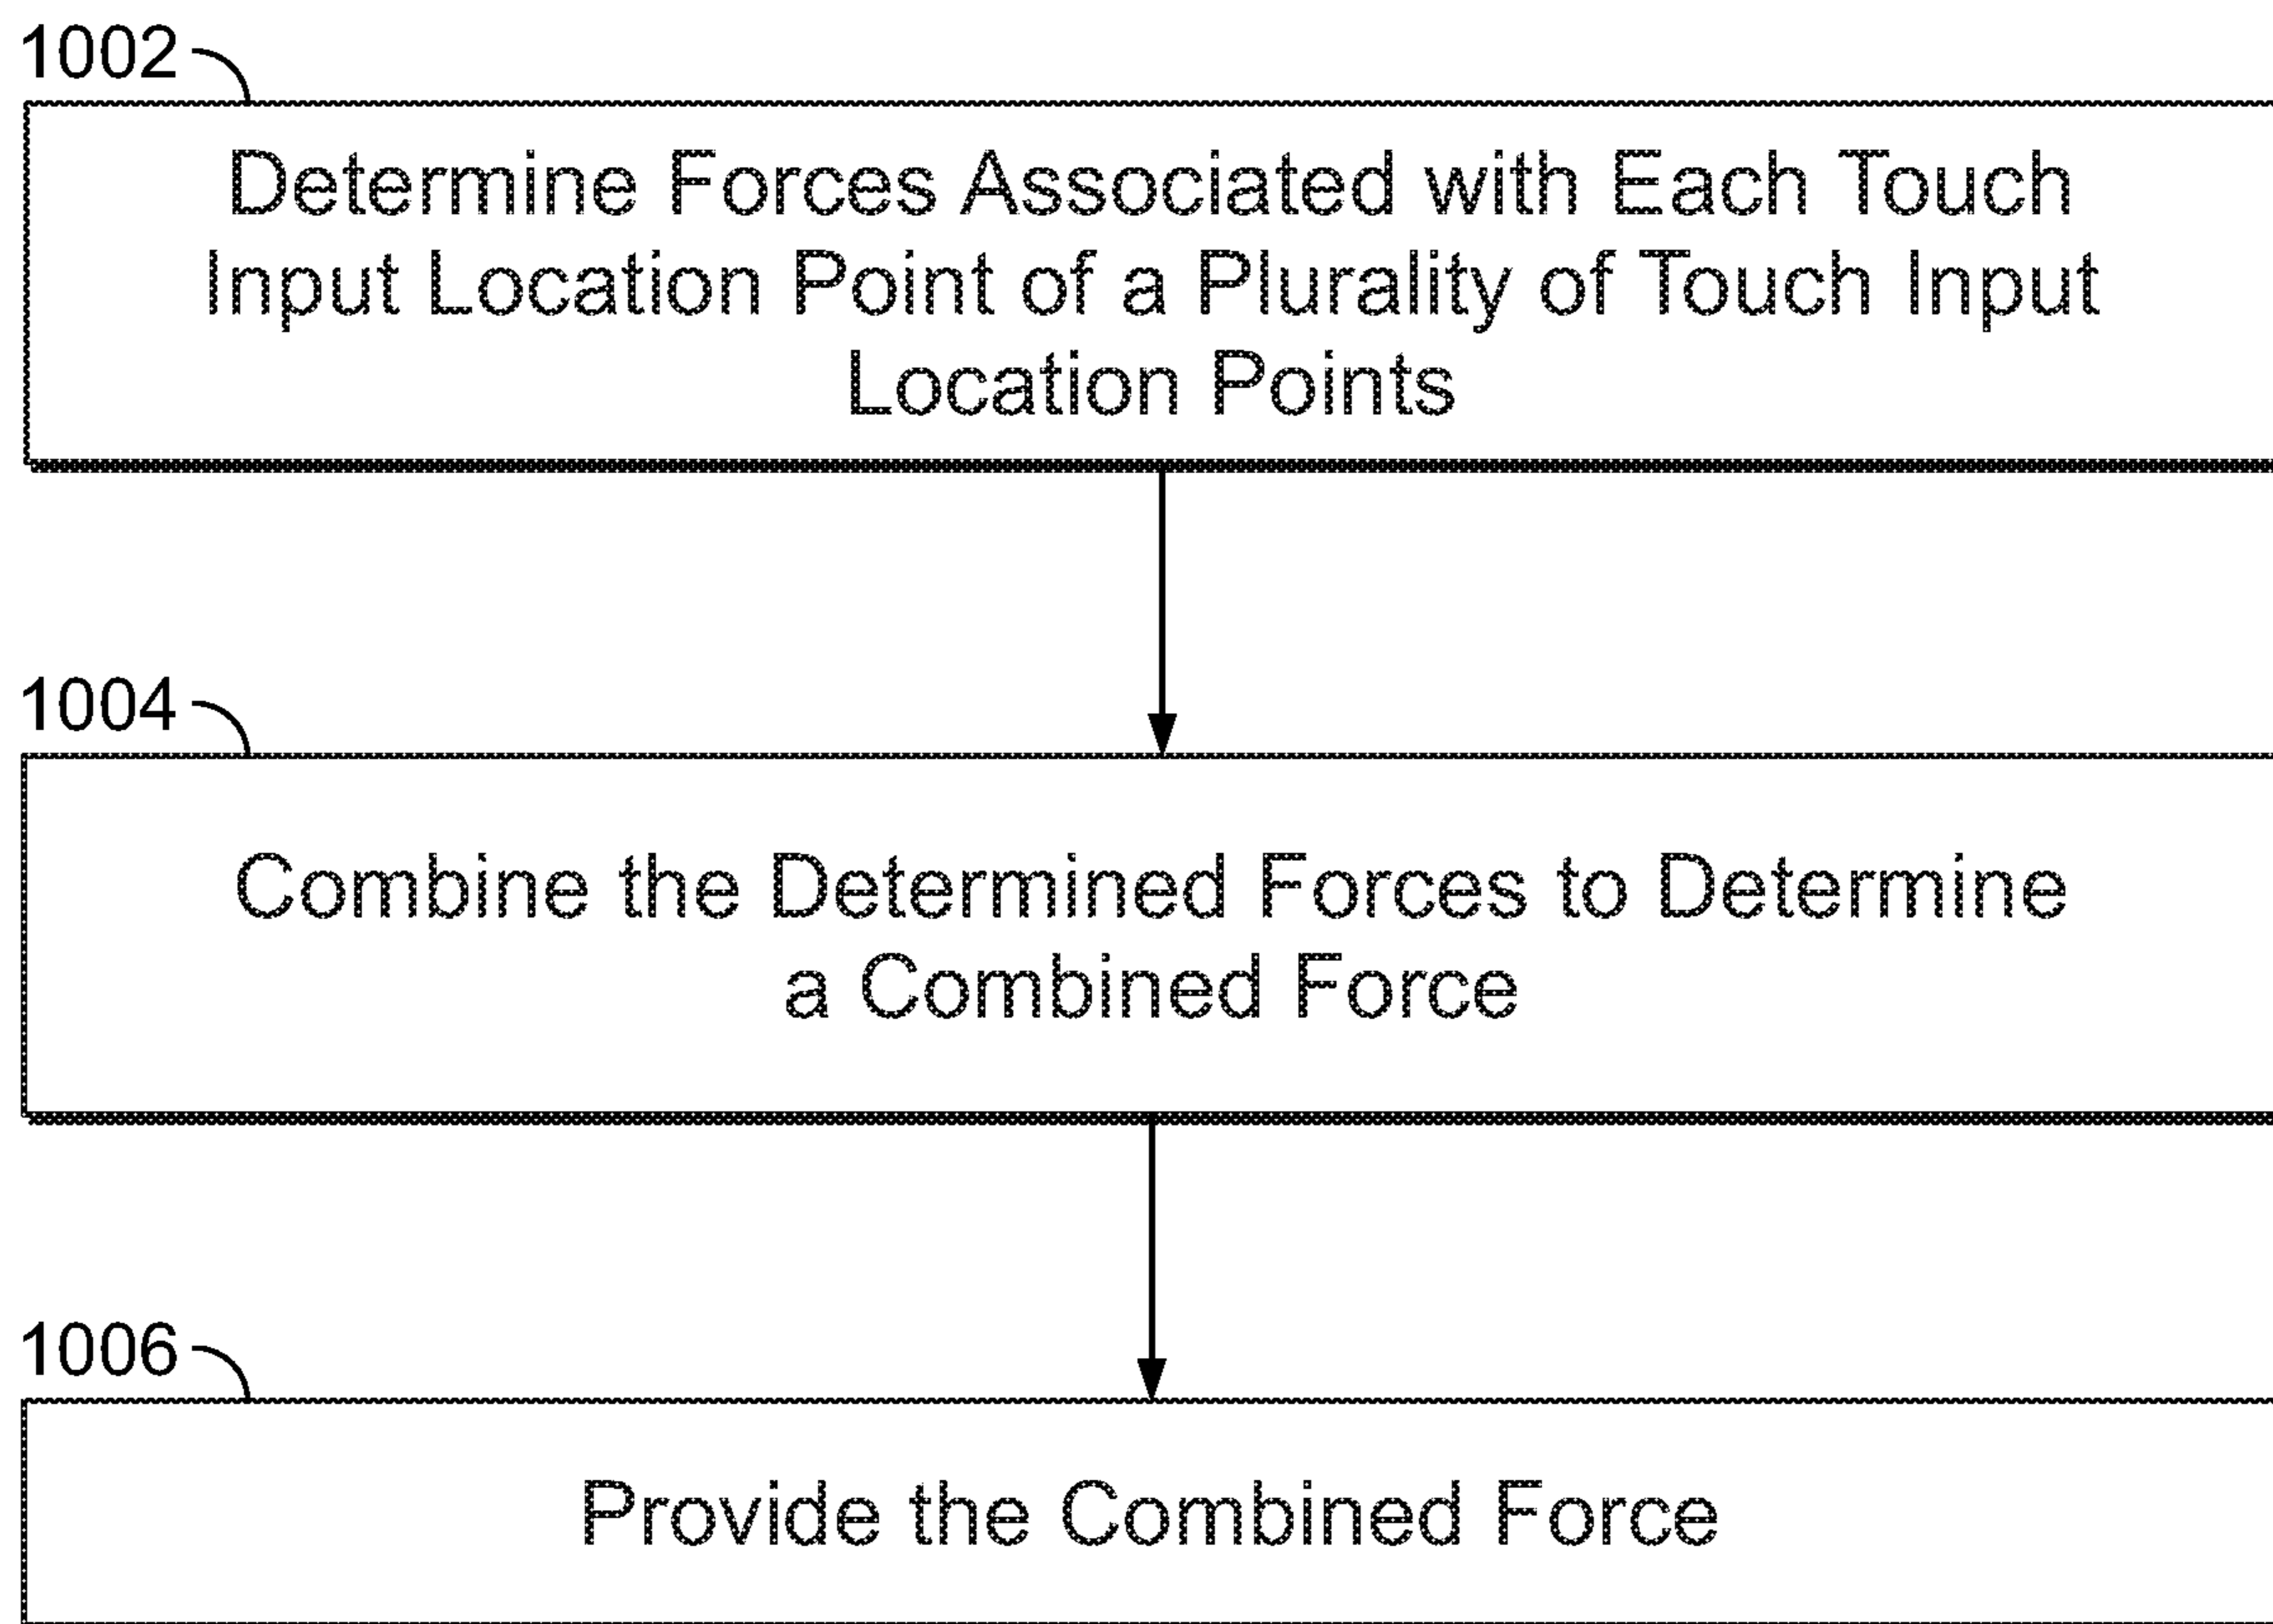 1002
Determine Forces Associated with Each Touch
Input Location Point of a Plurality of Touch Input
Location Points
1004
Combine the Determined Forces to Determine
a Combined Force
1006
Provide the Combined Force